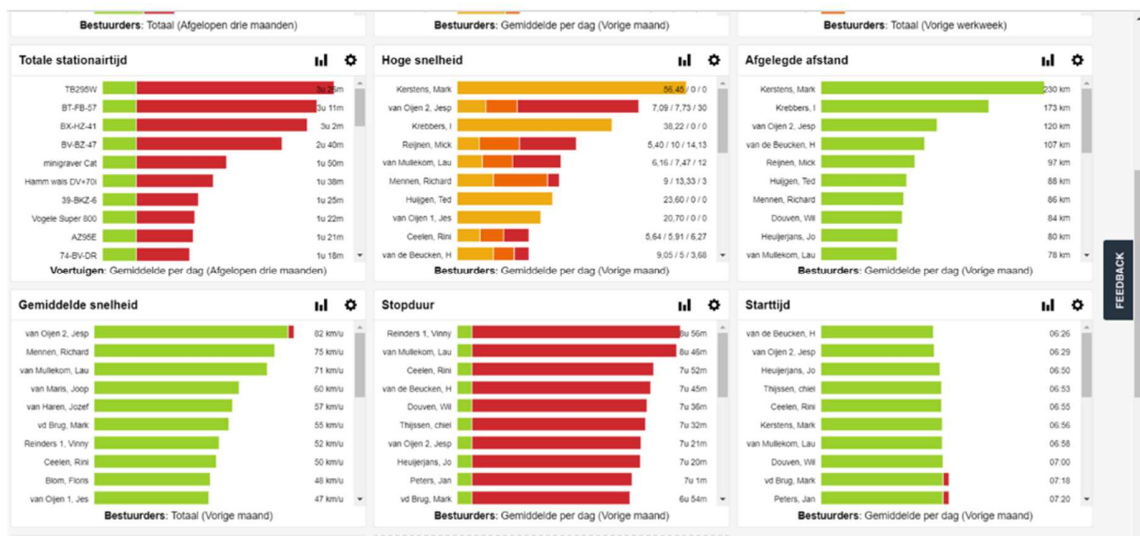 Bestuurders: Totaal (Afgelopen drie maanden)
Bestuurders: Gemiddelde per dag (Vorige maand)
Bestuurders: Totaal (Vorige werkweek)
Totale stationairtijd
TB295W 3u 26m
BT-FB-57 3u 11m
BX-HZ-41 3u 2m
BV-BZ-47 2u 40m
minigraver Cat 1u 50m
Hamm wals DV+70i 1u 38m
39-BKZ-6 1u 25m
Vogele Super 800 1u 22m
AZ95E 1u 21m
74-BV-DR 1u 18m
Voertuigen: Gemiddelde per dag (Afgelopen drie maanden)
Hoge snelheid
Kerstens, Mark 56,45 / 0 / 0
van Oijen 2, Jesp 7,09 / 7,73 / 30
Krebbers, I 38,22 / 0 / 0
Reijnen, Mick 5,40 / 10 / 14,13
van Mullekom, Lau 6,16 / 7,47 / 12
Mennen, Richard 9 / 13,33 / 3
Huijgen, Ted 23,60 / 0 / 0
van Oijen 1, Jes 20,70 / 0 / 0
Ceelen, Rini 5,64 / 5,91 / 6,27
van de Beucken, H 9,05 / 5 / 3,68
Bestuurders: Gemiddelde per dag (Vorige maand)
Afgelegde afstand
Kerstens, Mark 230 km
Krebbers, I 173 km
van Oijen 2, Jesp 120 km
van de Beucken, H 107 km
Reijnen, Mick 97 km
Huijgen, Ted 88 km
Mennen, Richard 86 km
Douven, Wil 84 km
Heuijerjans, Jo 80 km
van Mullekom, Lau 78 km
Bestuurders: Gemiddelde per dag (Vorige maand)
Gemiddelde snelheid
van Oijen 2, Jesp 82 km/u
Mennen, Richard 75 km/u
van Mullekom, Lau 71 km/u
van Maris, Joop 60 km/u
van Haren, Jozef 57 km/u
vd Brug, Mark 55 km/u
Reinders 1, Vinny 52 km/u
Ceelen, Rini 50 km/u
Blom, Floris 48 km/u
van Oijen 1, Jes 47 km/u
Bestuurders: Totaal (Vorige maand)
Stopduur
Reinders 1, Vinny 8u 56m
van Mullekom, Lau 8u 46m
Ceelen, Rini 7u 52m
van de Beucken, H 7u 45m
Douven, Wil 7u 36m
Thijssen, chiel 7u 32m
van Oijen 2, Jesp 7u 21m
Heuijerjans, Jo 7u 20m
Peters, Jan 7u 1m
vd Brug, Mark 6u 54m
Bestuurders: Gemiddelde per dag (Vorige maand)
Starttijd
van de Beucken, H 06:26
van Oijen 2, Jesp 06:29
Heuijerjans, Jo 06:50
Thijssen, chiel 06:53
Ceelen, Rini 06:55
Kerstens, Mark 06:56
van Mullekom, Lau 06:58
Douven, Wil 07:00
vd Brug, Mark 07:18
Peters, Jan 07:20
Bestuurders: Gemiddelde per dag (Vorige maand)
FEEDBACK